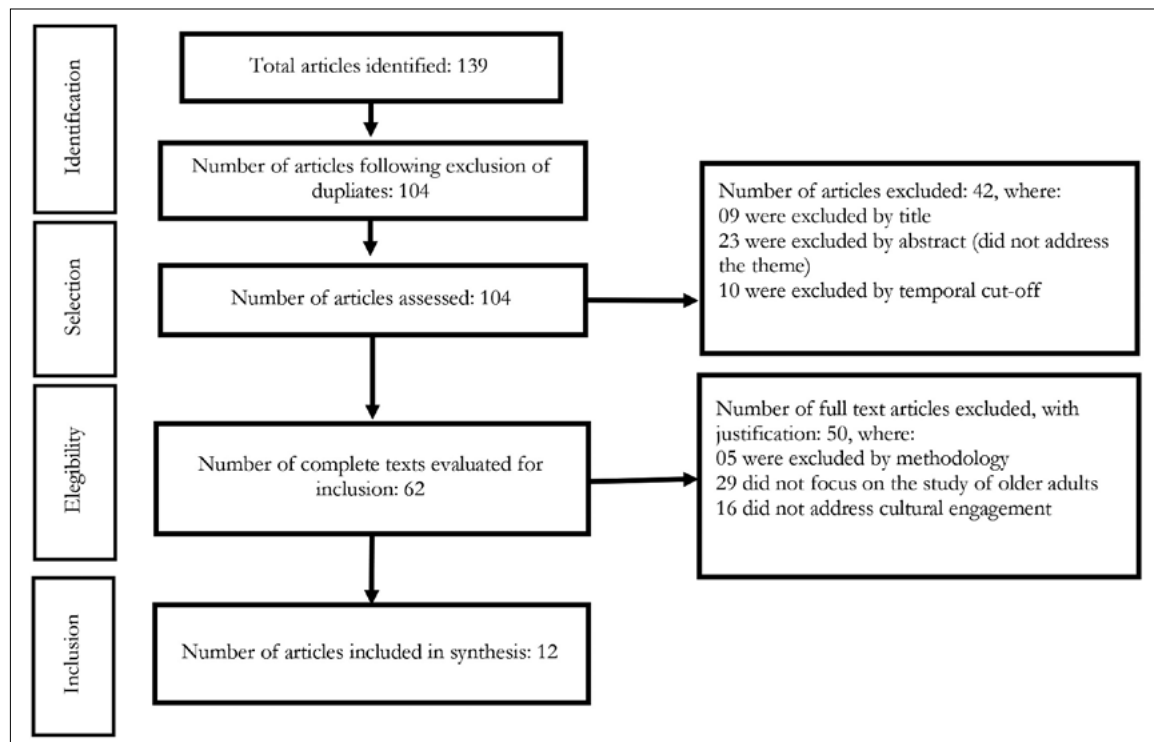 Identification
Total articles identified: 139
Number of articles following exclusion of
dupliates: 104
Selection
Number of articles assessed: 104
Number of articles excluded: 42, where:
09 were excluded by title
23 were excluded by abstract (did not address
the theme)
10 were excluded by temporal cut-off
Elegibility
Number of complete texts evaluated for
inclusion: 62
Number of full text articles excluded, with
justification: 50, where:
05 were excluded by methodology
29 did not focus on the study of older adults
16 did not address cultural engagement
Inclusion
Number of articles included in synthesis: 12